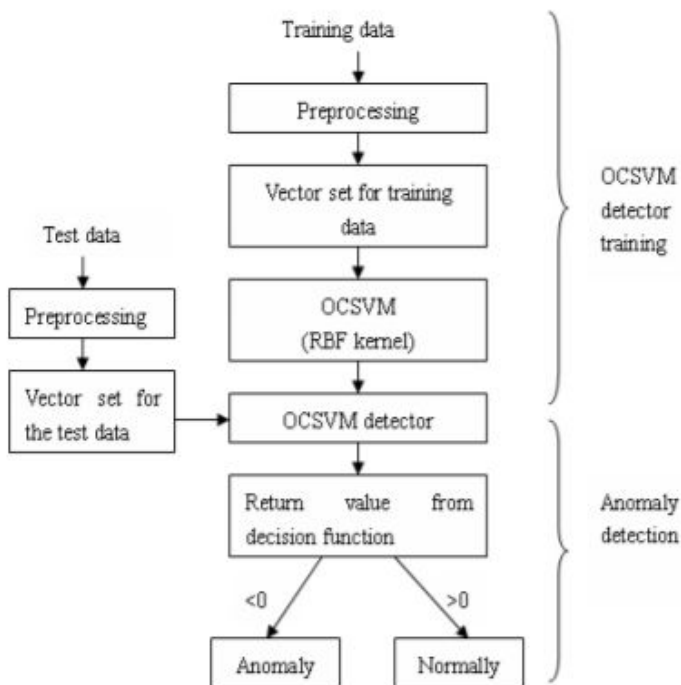 Training data
Preprocessing
Vector set for training
data
OCSVM
detector
training
Test data
Preprocessing
OCSVM
(RBF kernel)
Vector set for
the test data
OCSVM detector
Return value from
decision function
Anomaly
detection
<0
>0
Anomaly
Normally